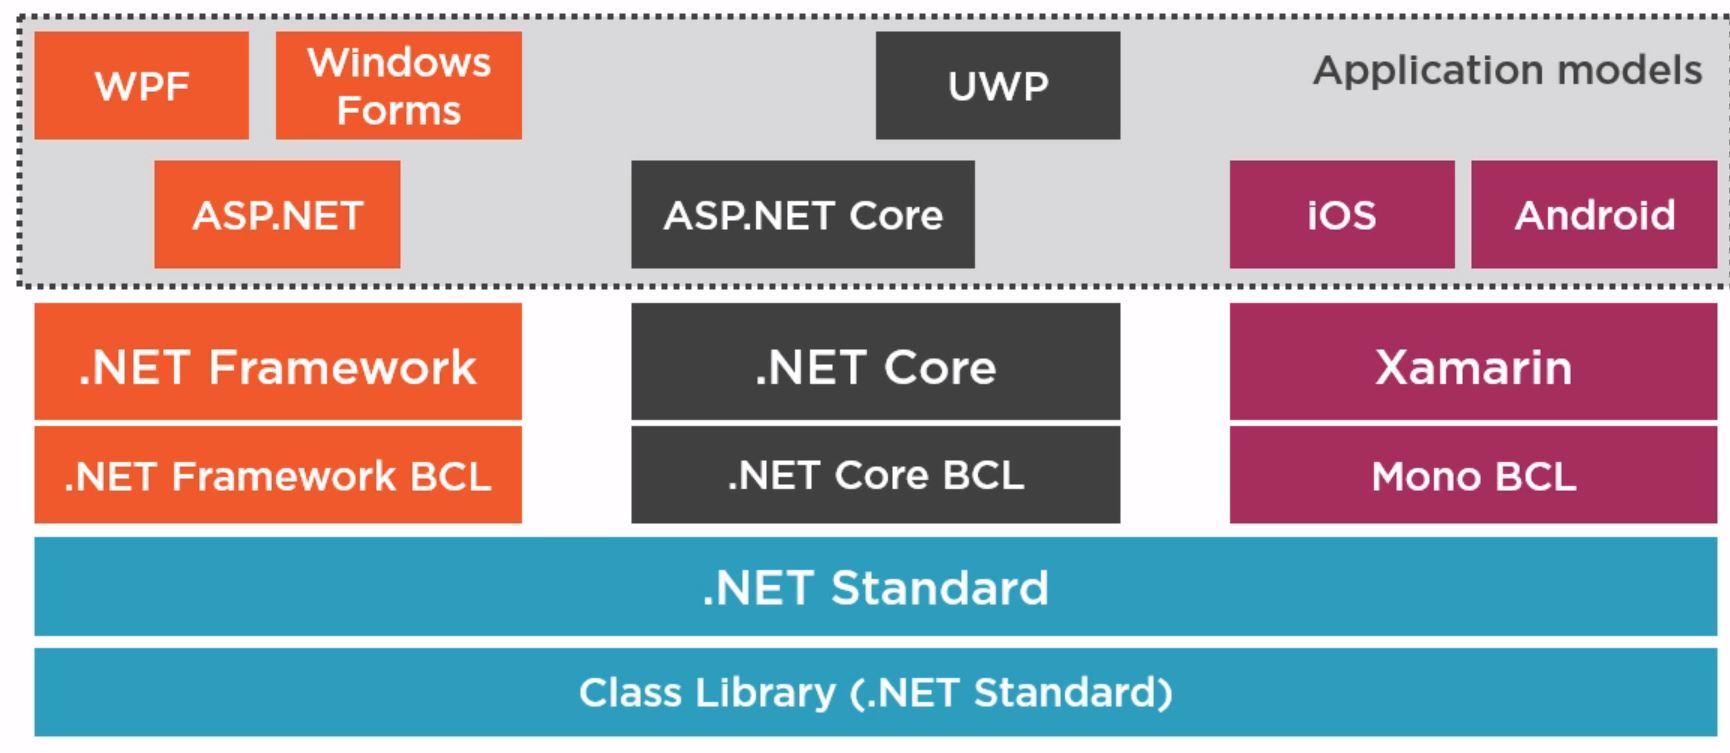 WPF
Windows
Forms
UWP
Application models
ASP.NET
ASP.NET Core
iOS
Android
.NET Framework
.NET Core
Xamarin
.NET Framework BCL
.NET Core BCL
Mono BCL
.NET Standard
Class Library (.NET Standard)